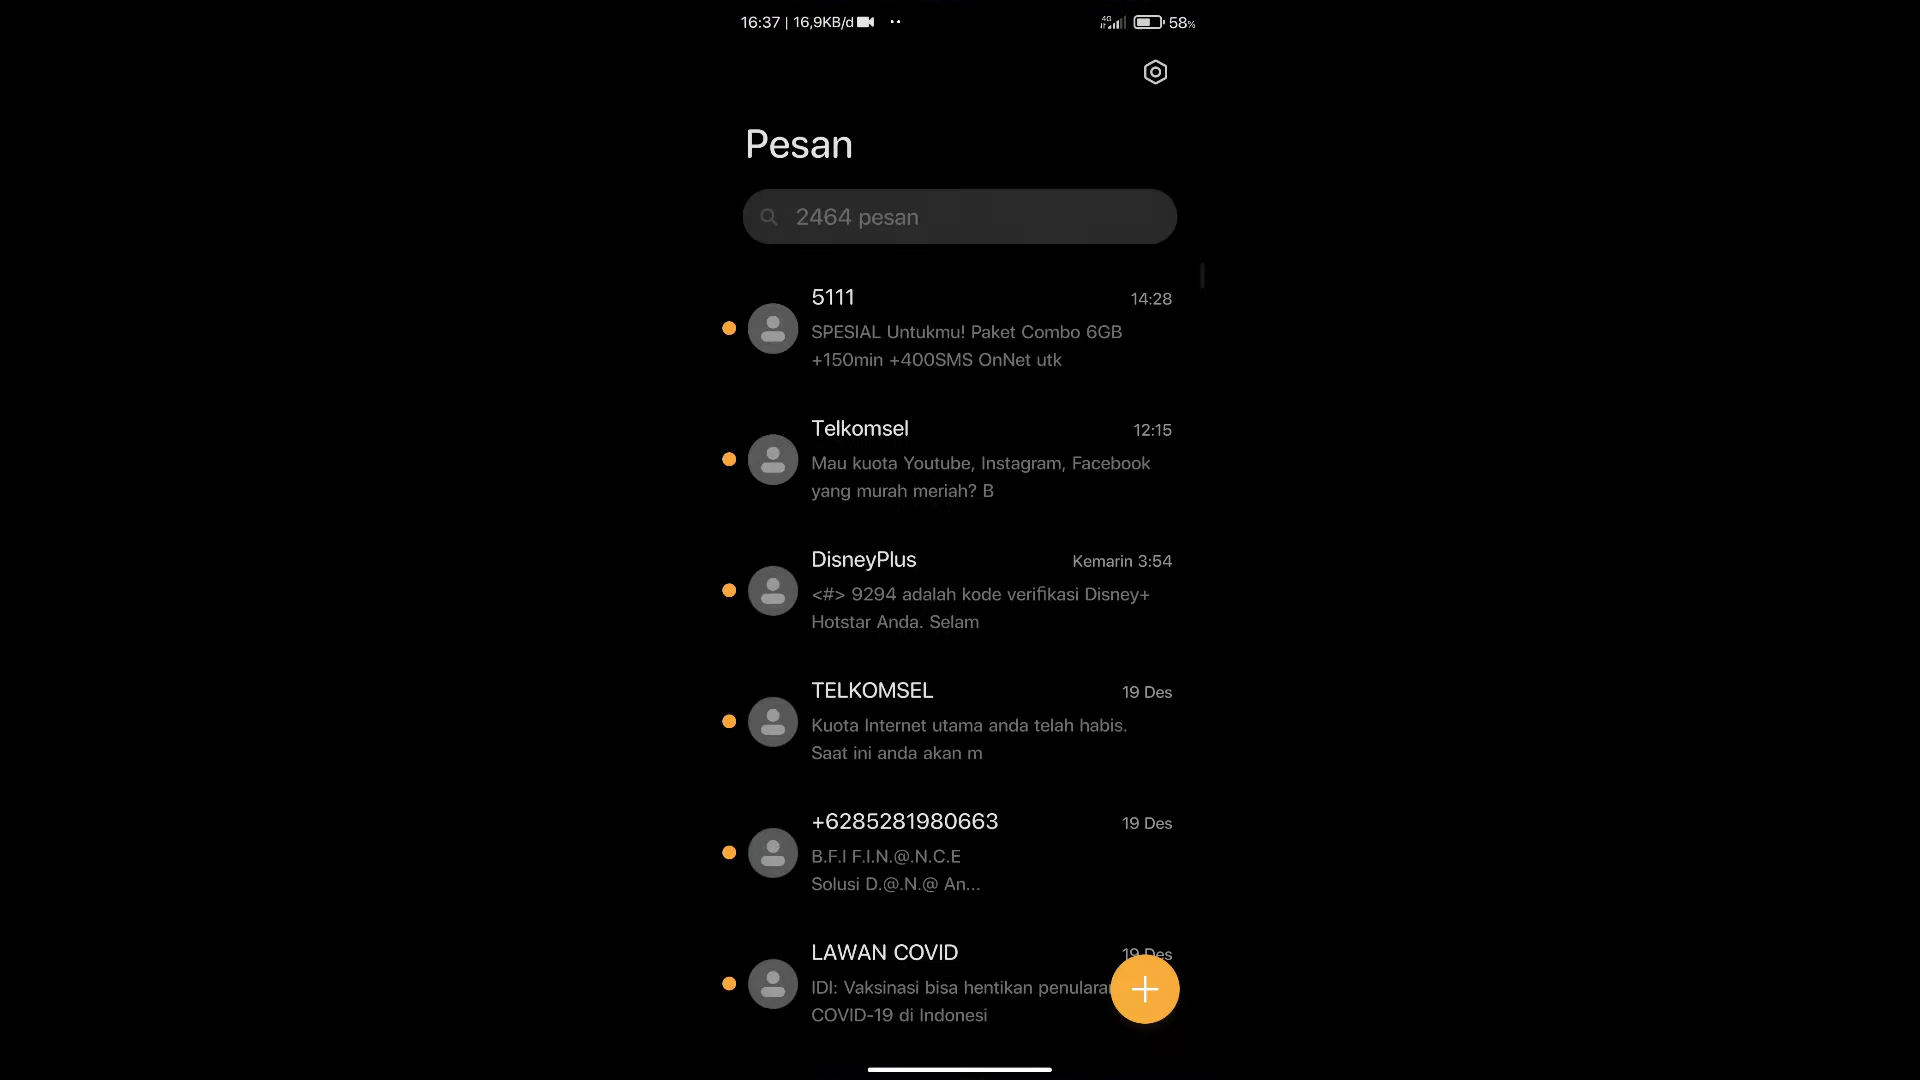 16:37 | 16,9KB/d
4G
58%
Pesan
2464 pesan
5111
14:28
SPESIAL Untukmu! Paket Combo 6GB
+150min +400SMS OnNet utk
Telkomsel
12:15
Mau kuota Youtube, Instagram, Facebook
yang murah meriah? B
DisneyPlus
Kemarin 3:54
<#> 9294 adalah kode verifikasi Disney+
Hotstar Anda. Selam
TELKOMSEL
19 Des
Kuota Internet utama anda telah habis.
Saat ini anda akan m
+6285281980663
19 Des
B.F.I F.I.N.@.N.C.E
Solusi D.@.N.@ An...
LAWAN COVID
19 Des
IDI: Vaksinasi bisa hentikan penularan
COVID-19 di Indonesi